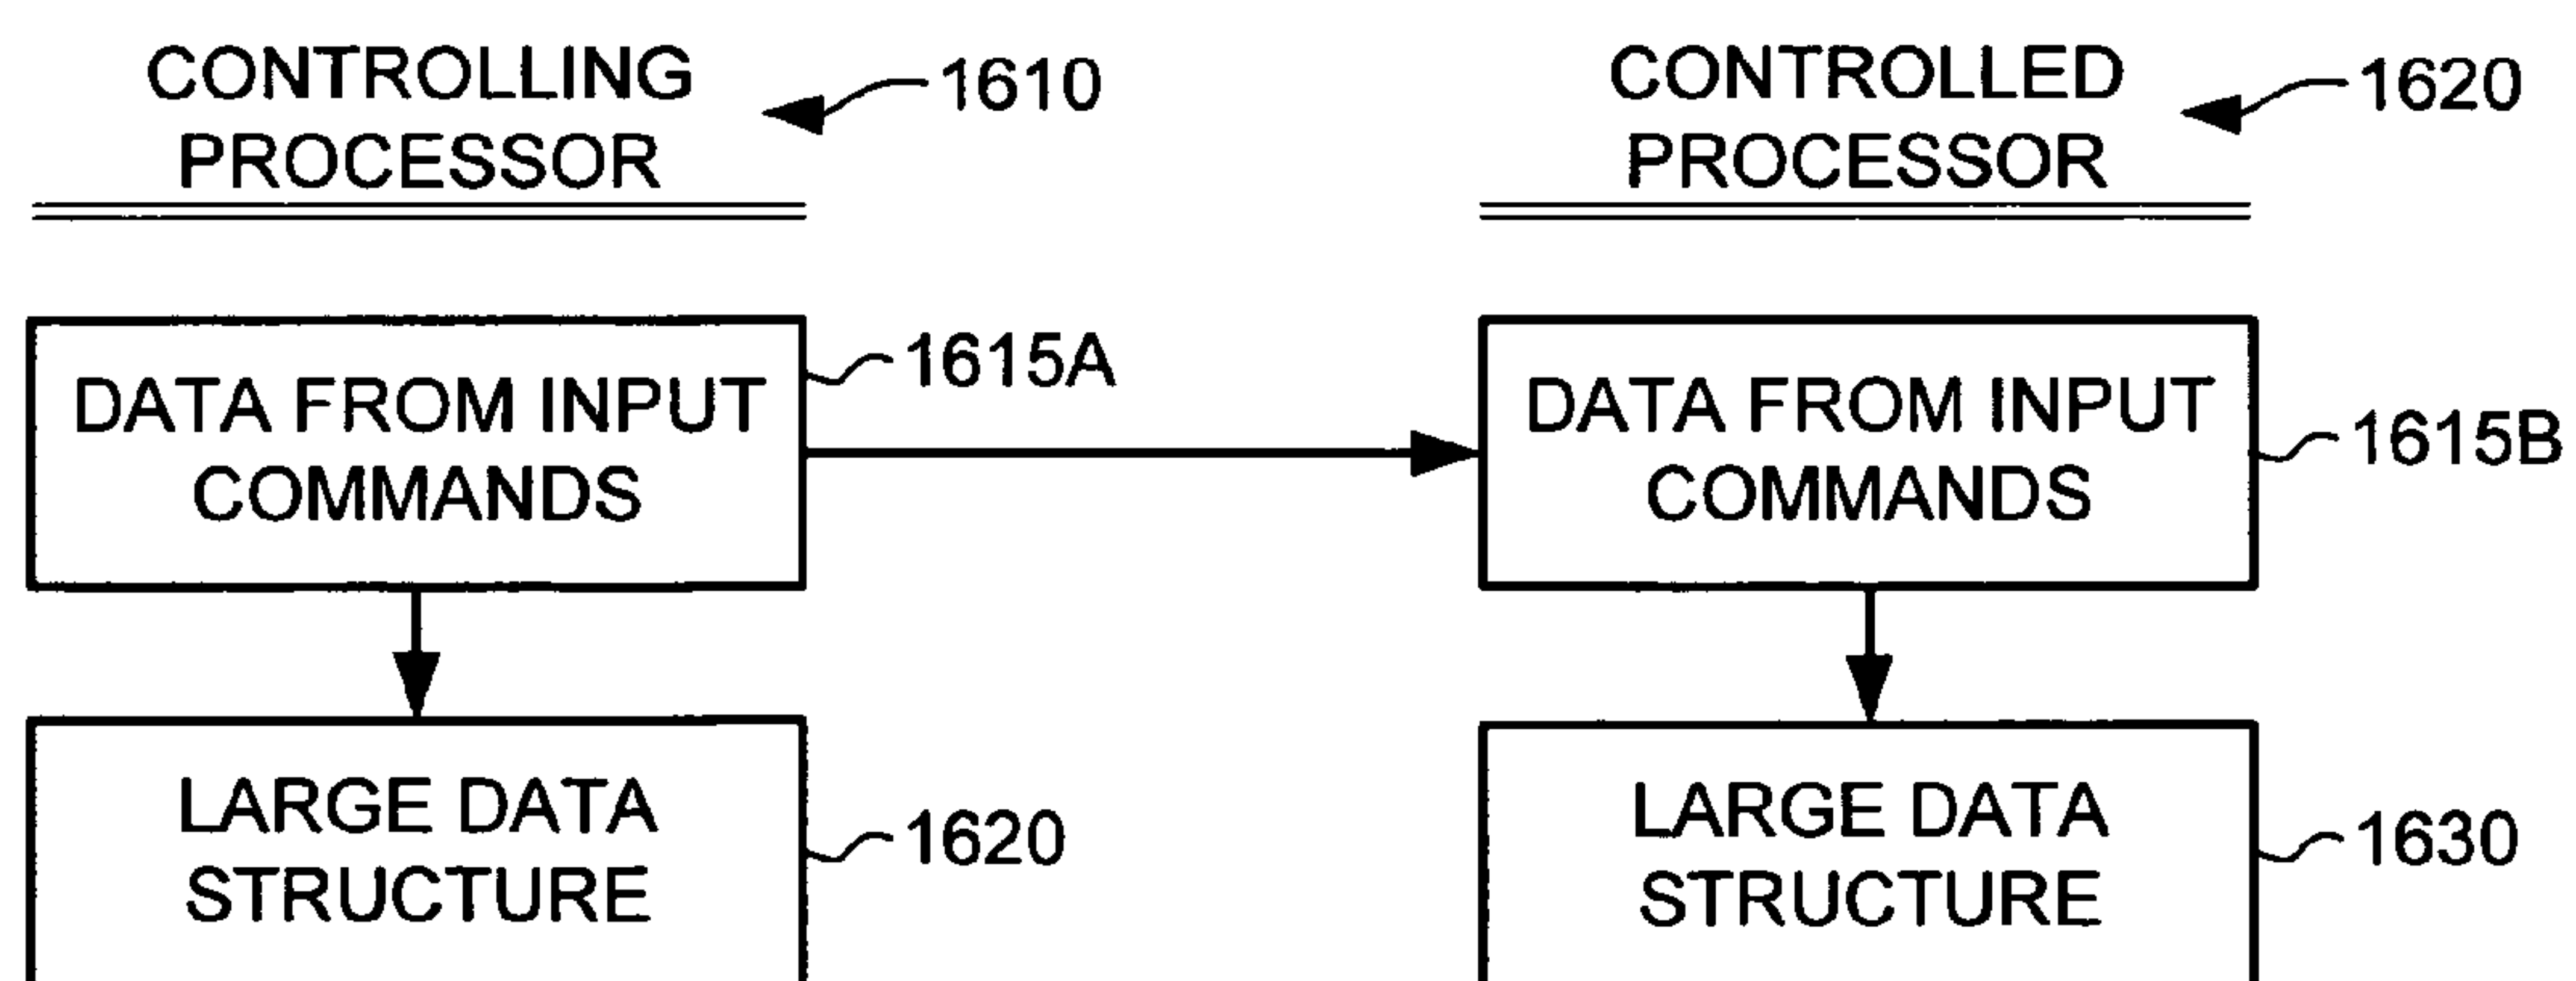 CONTROLLING
PROCESSOR
1610
CONTROLLED
PROCESSOR
1620
DATA FROM INPUT
COMMANDS
1615A
DATA FROM INPUT
COMMANDS
1615B
LARGE DATA
STRUCTURE
1620
LARGE DATA
STRUCTURE
1630